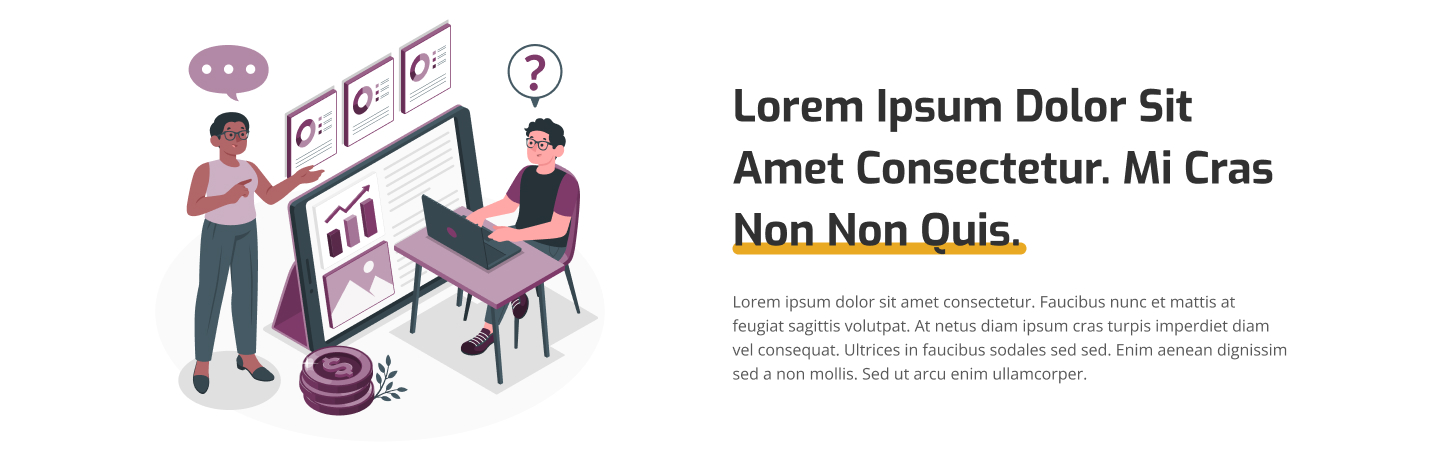 ?
Lorem Ipsum Dolor Sit
Amet Consectetur. Mi Cras
Non Non Quis.
Lorem ipsum dolor sit amet consectetur. Faucibus nunc et mattis at
feugiat sagittis volutpat. At netus diam ipsum cras turpis imperdiet diam
vel consequat. Ultrices in faucibus sodales sed sed. Enim aenean dignissim
sed a non mollis. Sed ut arcu enim ullamcorper.
$